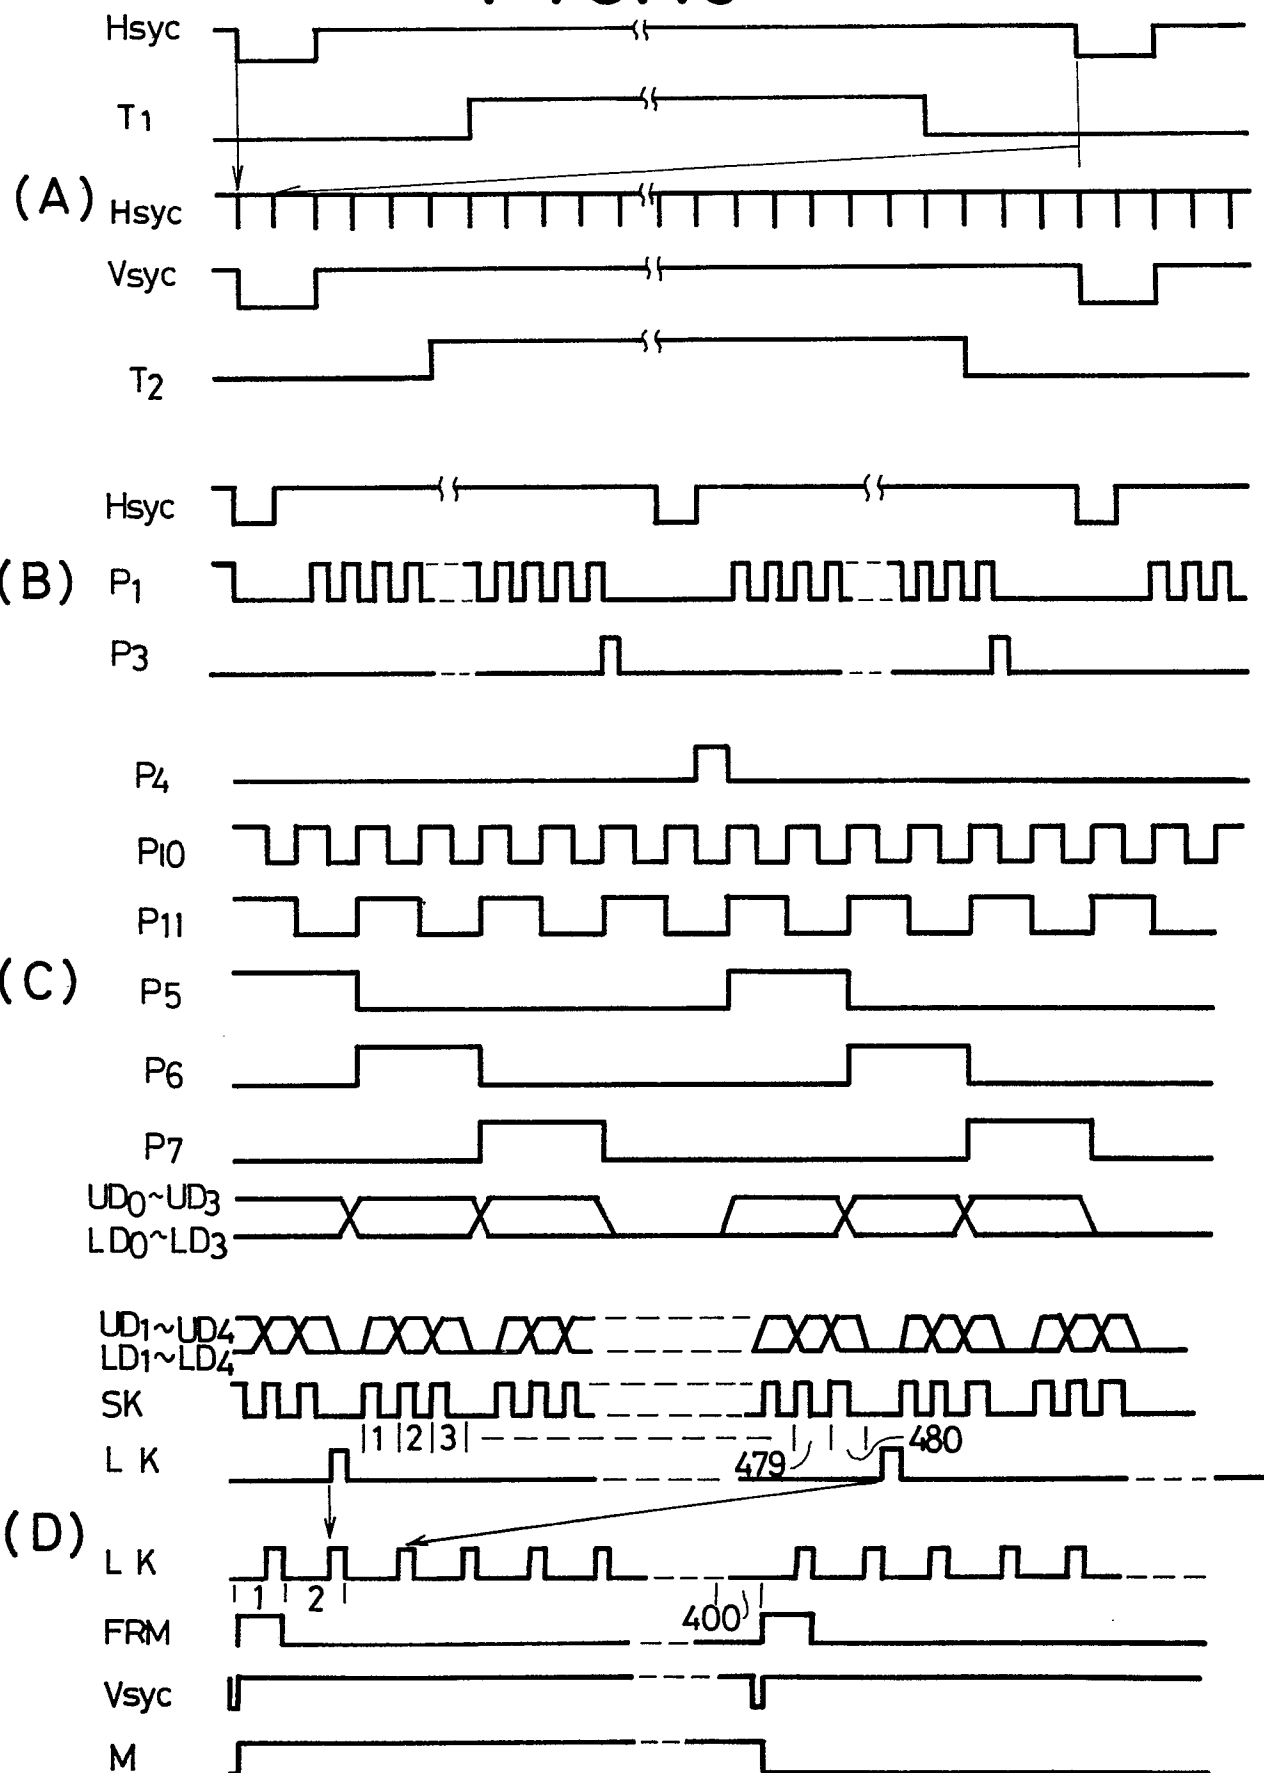 Hsyc
T1
(A)
Hsyc
Vsyc
T2
Hsyc
(B)
P1
P3
P4
P10
P11
(C)
P5
P6
P7
UD0~UD3
LD0~LD3
UD1~UD4
LD1~LD4
SK
1 2 3
479
480
LK
(D)
LK
1 2
400
FRM
Vsyc
M